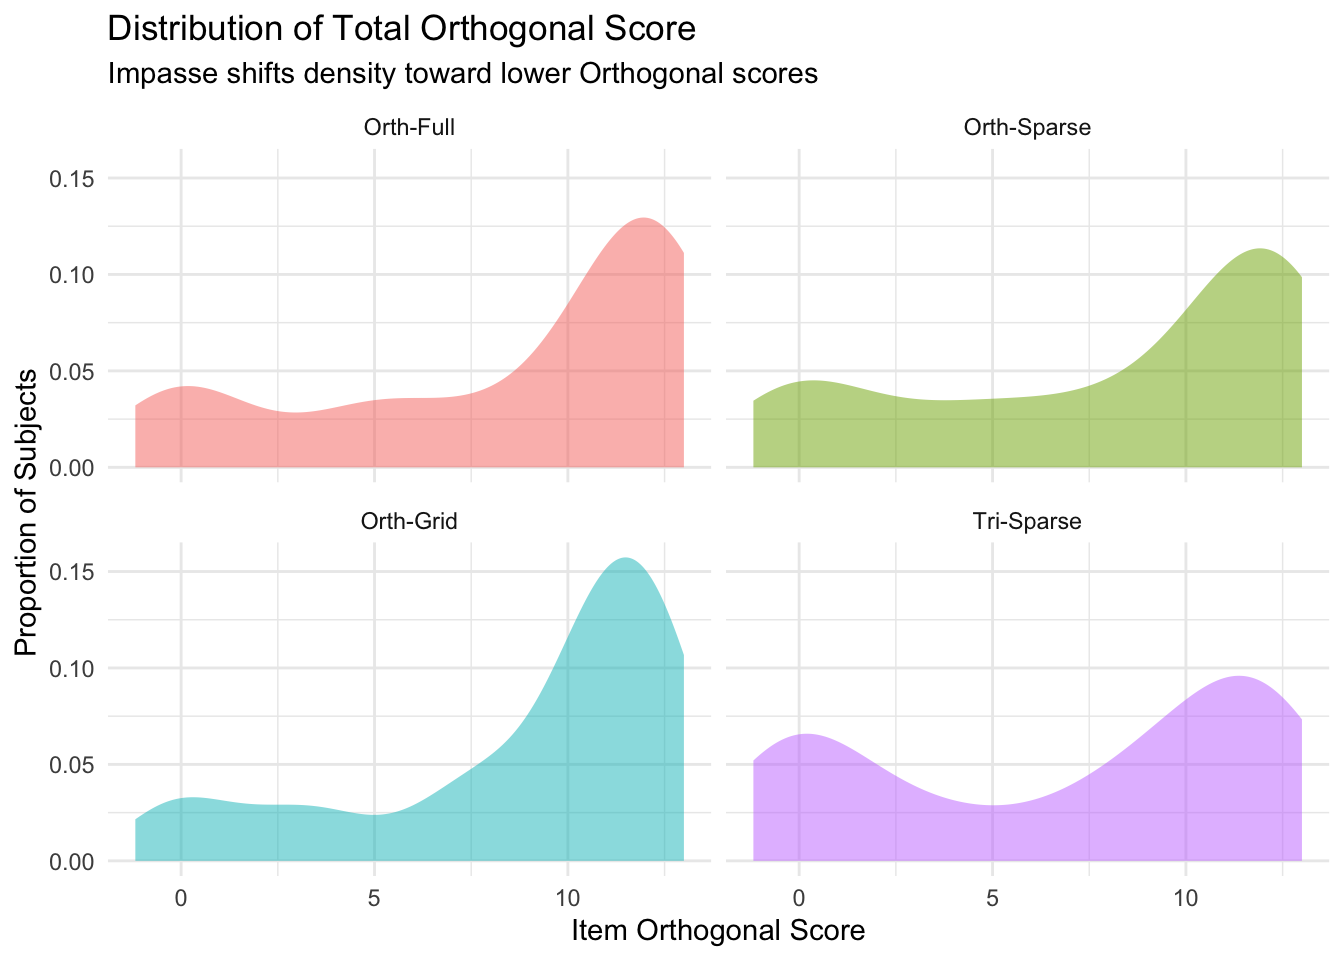 Distribution of Total Orthogonal Score
Impasse shifts density toward lower Orthogonal scores
Orth-Full
Orth-Sparse
0.15
0.10
0.05
0.00
Orth-Grid
Tri-Sparse
0.15
0.10
0.05
0.00
Proportion of Subjects
0 5 10
0 5 10
Item Orthogonal Score